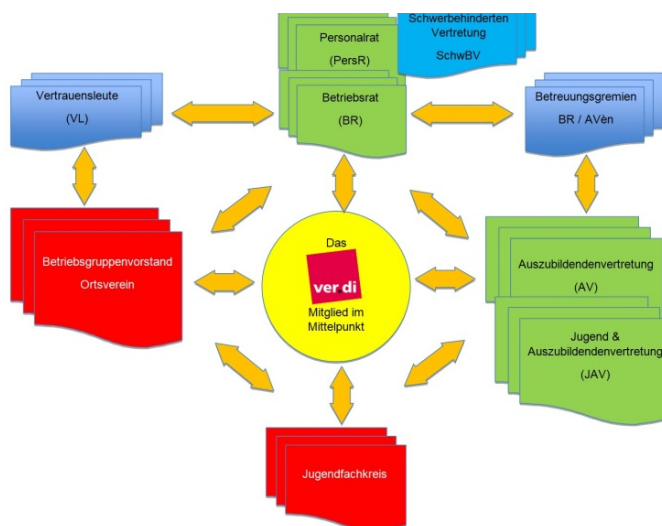 Personalrat
(PersR)
Schwerbehinderten
Vertretung
SchwBV
Vertrauensleute
(VL)
Betriebsrat
(BR)
Betreuungsgremien
BR / AVèn
Betriebsgruppenvorstand
Ortsverein
Das
ver.di
Mitglied im
Mittelpunkt
Auszubildendenvertretung
(AV)
Jugend &
Auszubildendenvertretung
(JAV)
Jugendfachkreis